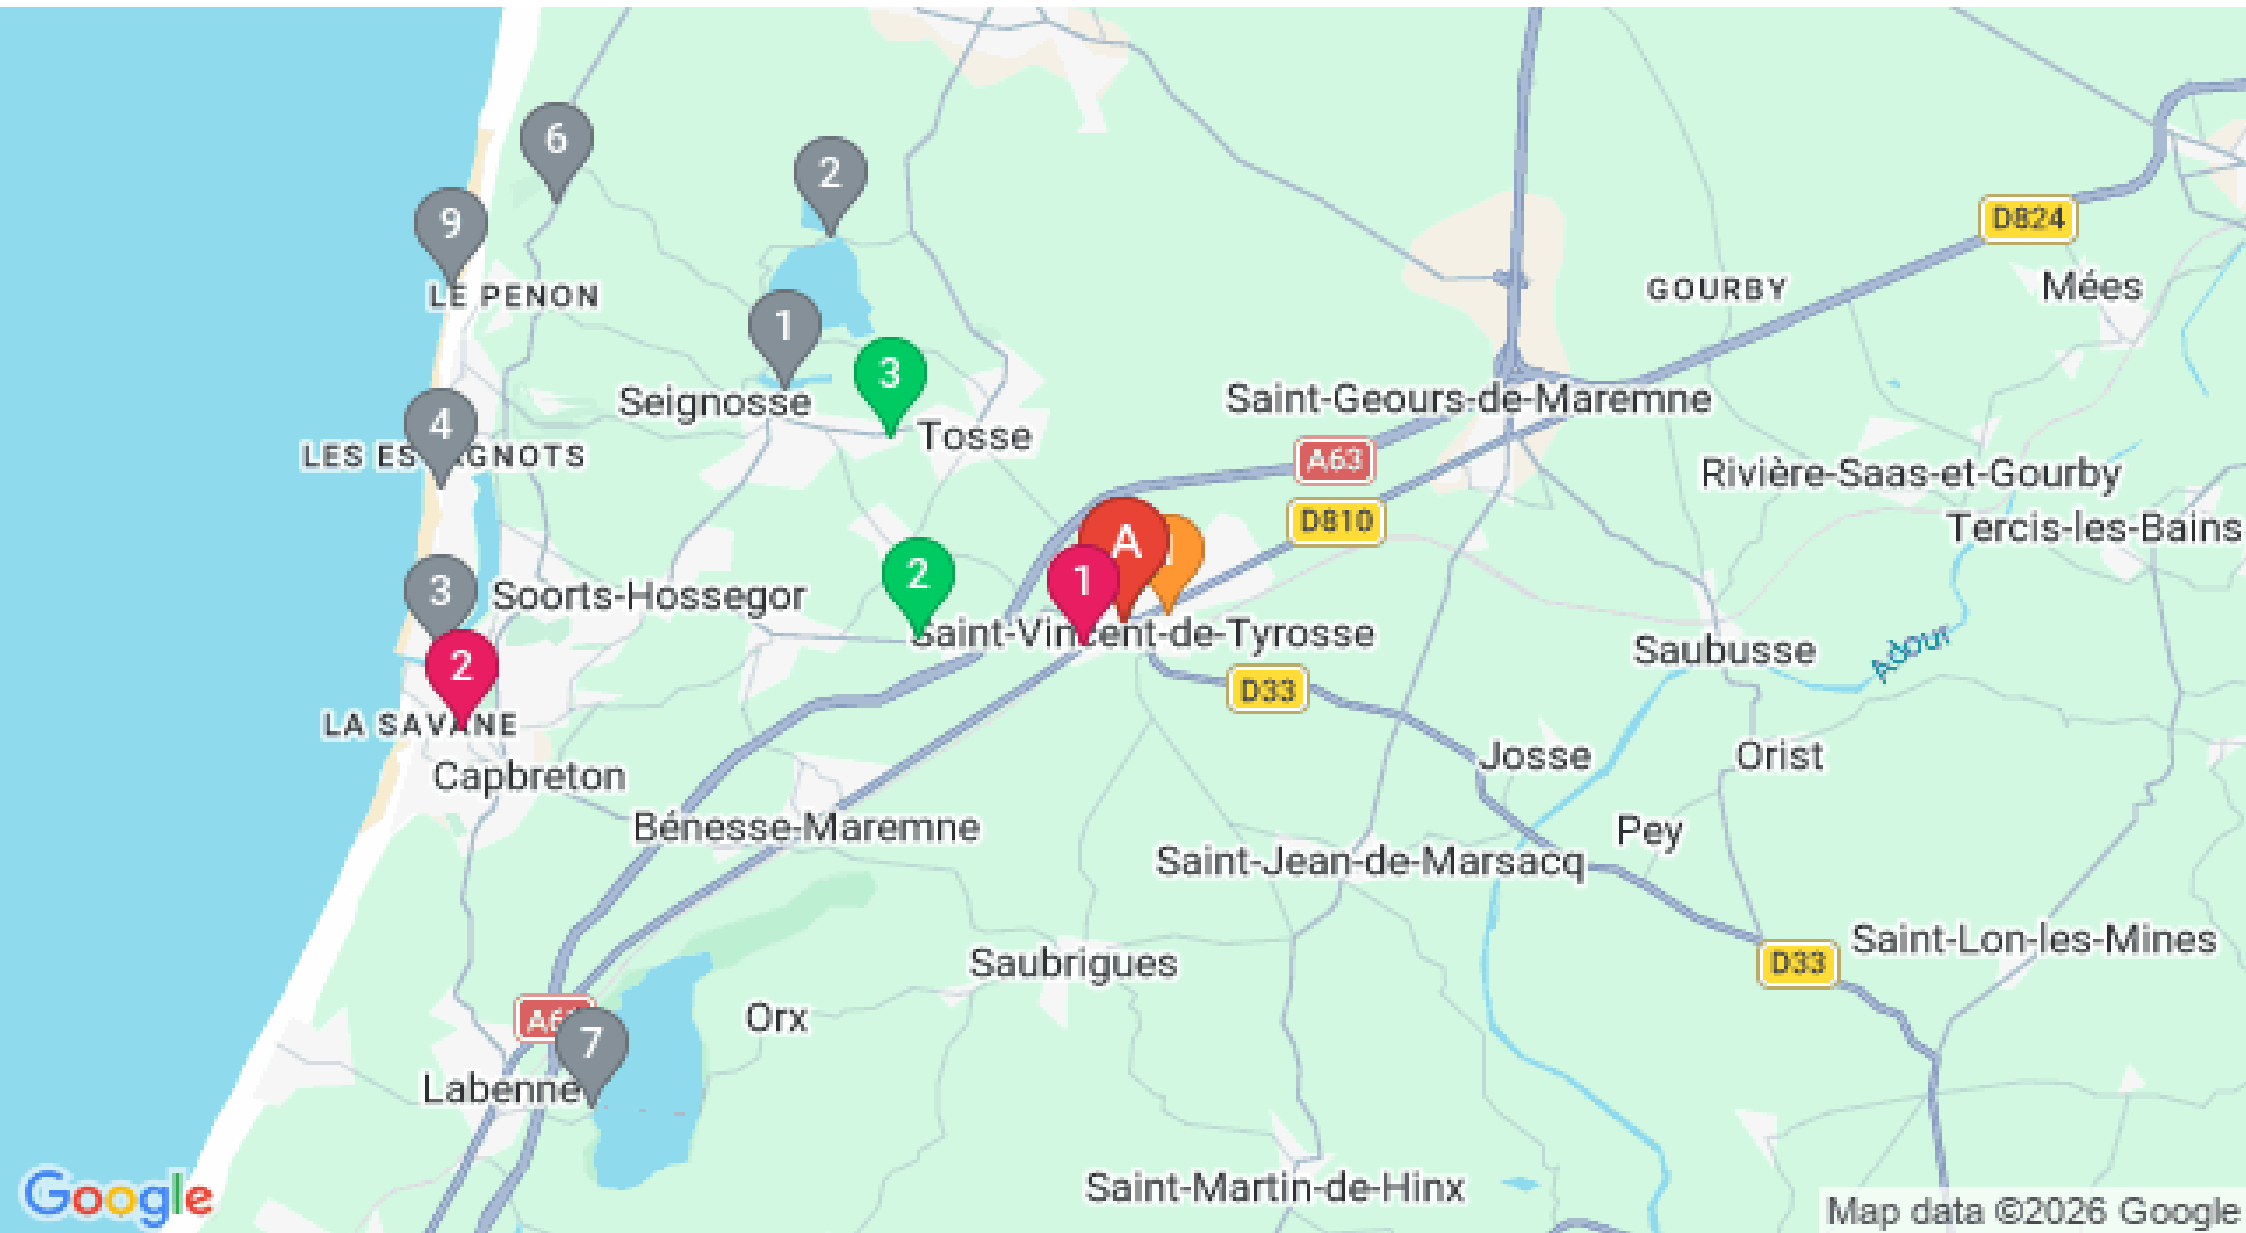 6
2
9
D824
LE PENON
GOURBY
Mées
1
3
Seignosse
Saint-Geours-de-Maremne
4
Tosse
LES ES GNOTS
A63
Rivière-Saas-et-Gourby
D810
Tercis-les-Bains
A
2
1
3
Soorts-Hossegor
Saint-Vincent-de-Tyrosse
Saubusse
Adour
2
D33
LA SAVANE
Josse
Orist
Capbreton
Bénesse-Maremne
Pey
Saint-Jean-de-Marsacq
Saint-Lon-les-Mines
Saubrigues
D33
Orx
7
Labenne
Saint-Martin-de-Hinx
Google
Map data ©2026 Google